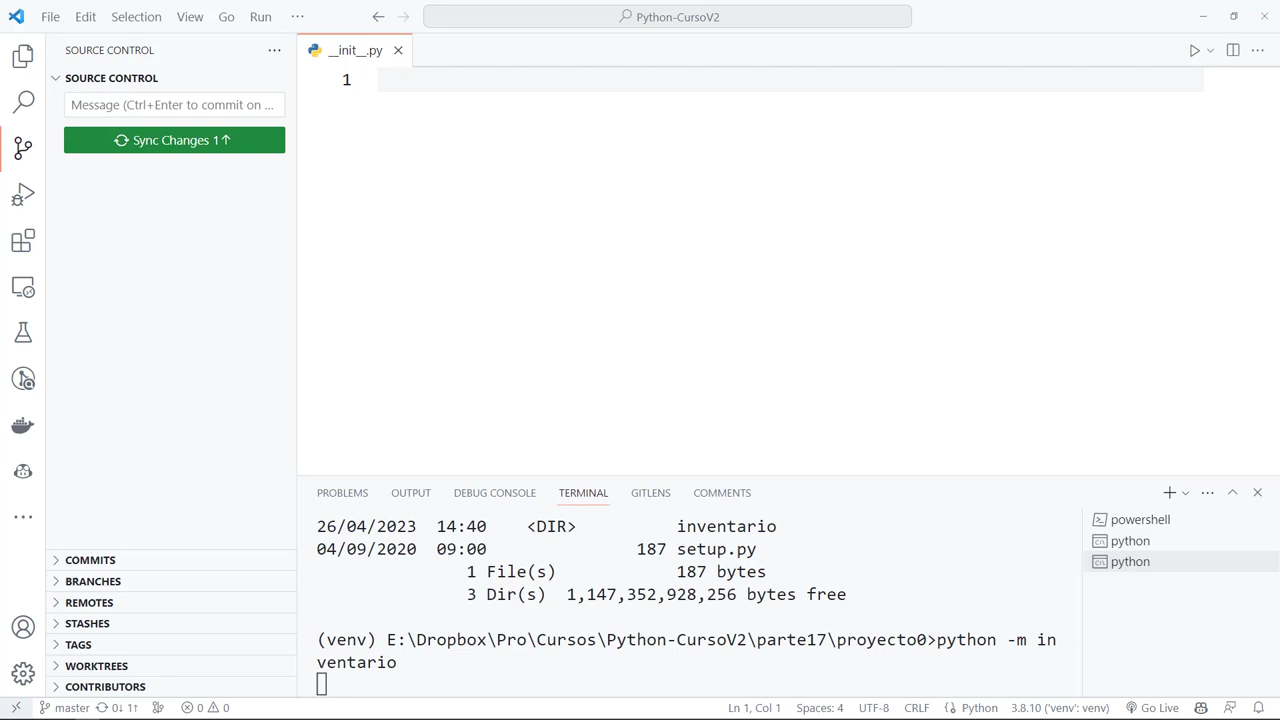 File Edit Selection View Go Run ···
Python-CursoV2
SOURCE CONTROL ···
__init__.py
SOURCE CONTROL
1
Message (Ctrl+Enter to commit on ...
Sync Changes 1↑
PROBLEMS OUTPUT DEBUG CONSOLE TERMINAL GITLENS COMMENTS
26/04/2023 14:40 <DIR> inventario
04/09/2020 09:00 187 setup.py
1 File(s) 187 bytes
3 Dir(s) 1,147,352,928,256 bytes free
(venv) E:\Dropbox\Pro\Cursos\Python-CursoV2\parte17\proyecto0>python -m in
ventario
powershell
python
python
COMMITS
BRANCHES
REMOTES
STASHES
TAGS
WORKTREES
CONTRIBUTORS
master 0↓ 1↑ 0 0 Ln 1, Col 1 Spaces: 4 UTF-8 CRLF Python 3.8.10 ('venv': venv) Go Live